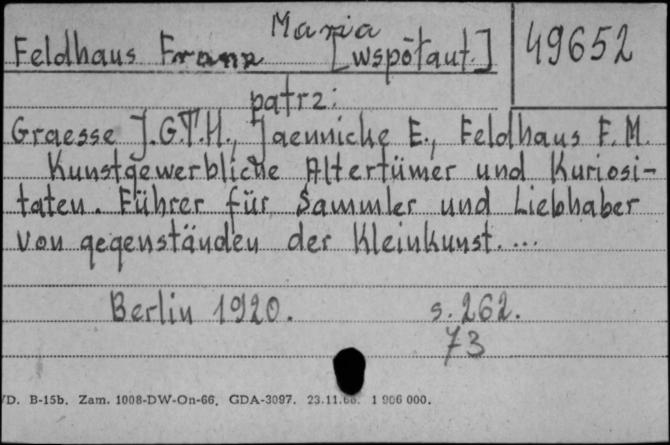 Maria
Feldhaus Franz [współaut.]
49652
patrz:
Graesse J.G.T.H., Jaennicke E., Feldhaus F.M.
Kunstgewerbliche Altertümer und Kuriosi-
taten. Führer für Sammler und Liebhaber
von gegenständen der Kleinkunst....
Berlin 1920. s. 262.
73
D. B-15b. Zam. 1008-DW-On-66. GDA-3097. 23.11.66. 1 906 000.